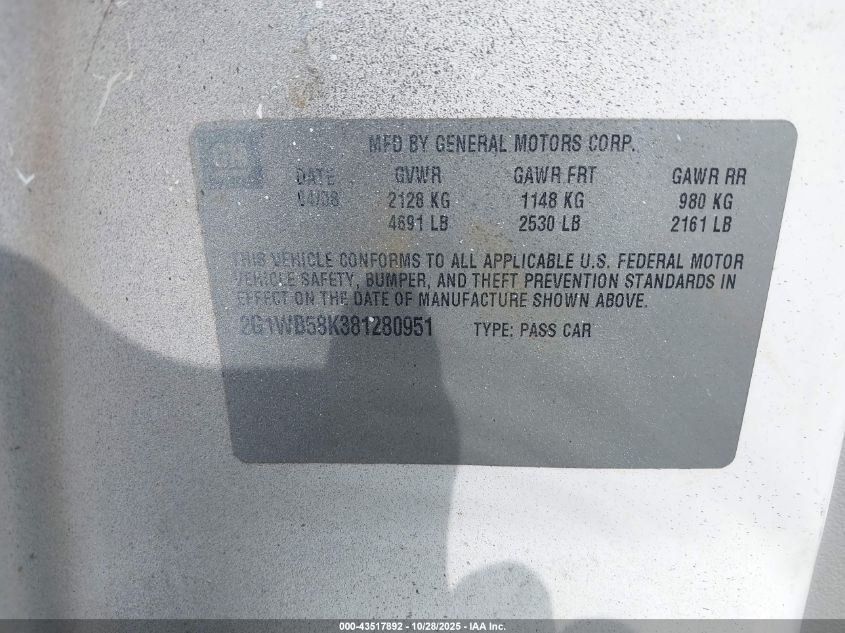 GM
MFD BY GENERAL MOTORS CORP.
DATE GVWR GAWR FRT GAWR RR
04/08 2128 KG 1148 KG 980 KG
4691 LB 2530 LB 2161 LB
THIS VEHICLE CONFORMS TO ALL APPLICABLE U.S. FEDERAL MOTOR
VEHICLE SAFETY, BUMPER, AND THEFT PREVENTION STANDARDS IN
EFFECT ON THE DATE OF MANUFACTURE SHOWN ABOVE.
2G1WB58K381280951 TYPE: PASS CAR
000-43517892 - 10/28/2025 - IAA Inc.